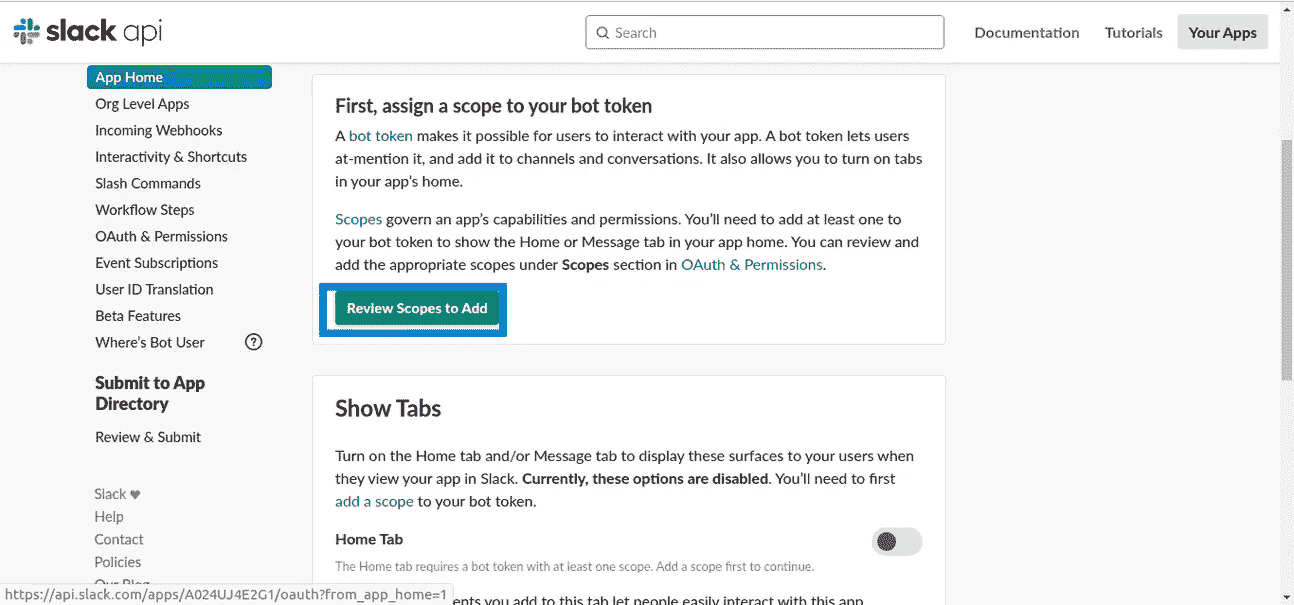 slack api
Search
Documentation
Tutorials
Your Apps
App Home
Org Level Apps
Incoming Webhooks
Interactivity & Shortcuts
Slash Commands
Workflow Steps
OAuth & Permissions
Event Subscriptions
User ID Translation
Beta Features
Where's Bot User
?
Submit to App
Directory
Review & Submit
Slack ♥
Help
Contact
Policies
Our Blog
First, assign a scope to your bot token
A bot token makes it possible for users to interact with your app. A bot token lets users
at-mention it, and add it to channels and conversations. It also allows you to turn on tabs
in your app's home.
Scopes govern an app's capabilities and permissions. You'll need to add at least one to
your bot token to show the Home or Message tab in your app home. You can review and
add the appropriate scopes under Scopes section in OAuth & Permissions.
Review Scopes to Add
Show Tabs
Turn on the Home tab and/or Message tab to display these surfaces to your users when
they view your app in Slack. Currently, these options are disabled. You'll need to first
add a scope to your bot token.
Home Tab
The Home tab requires a bot token with at least one scope. Add a scope first to continue.
you add to this tab let people easily interact with this app
https://api.slack.com/apps/A024UJ4E2G1/oauth?from_app_home=1